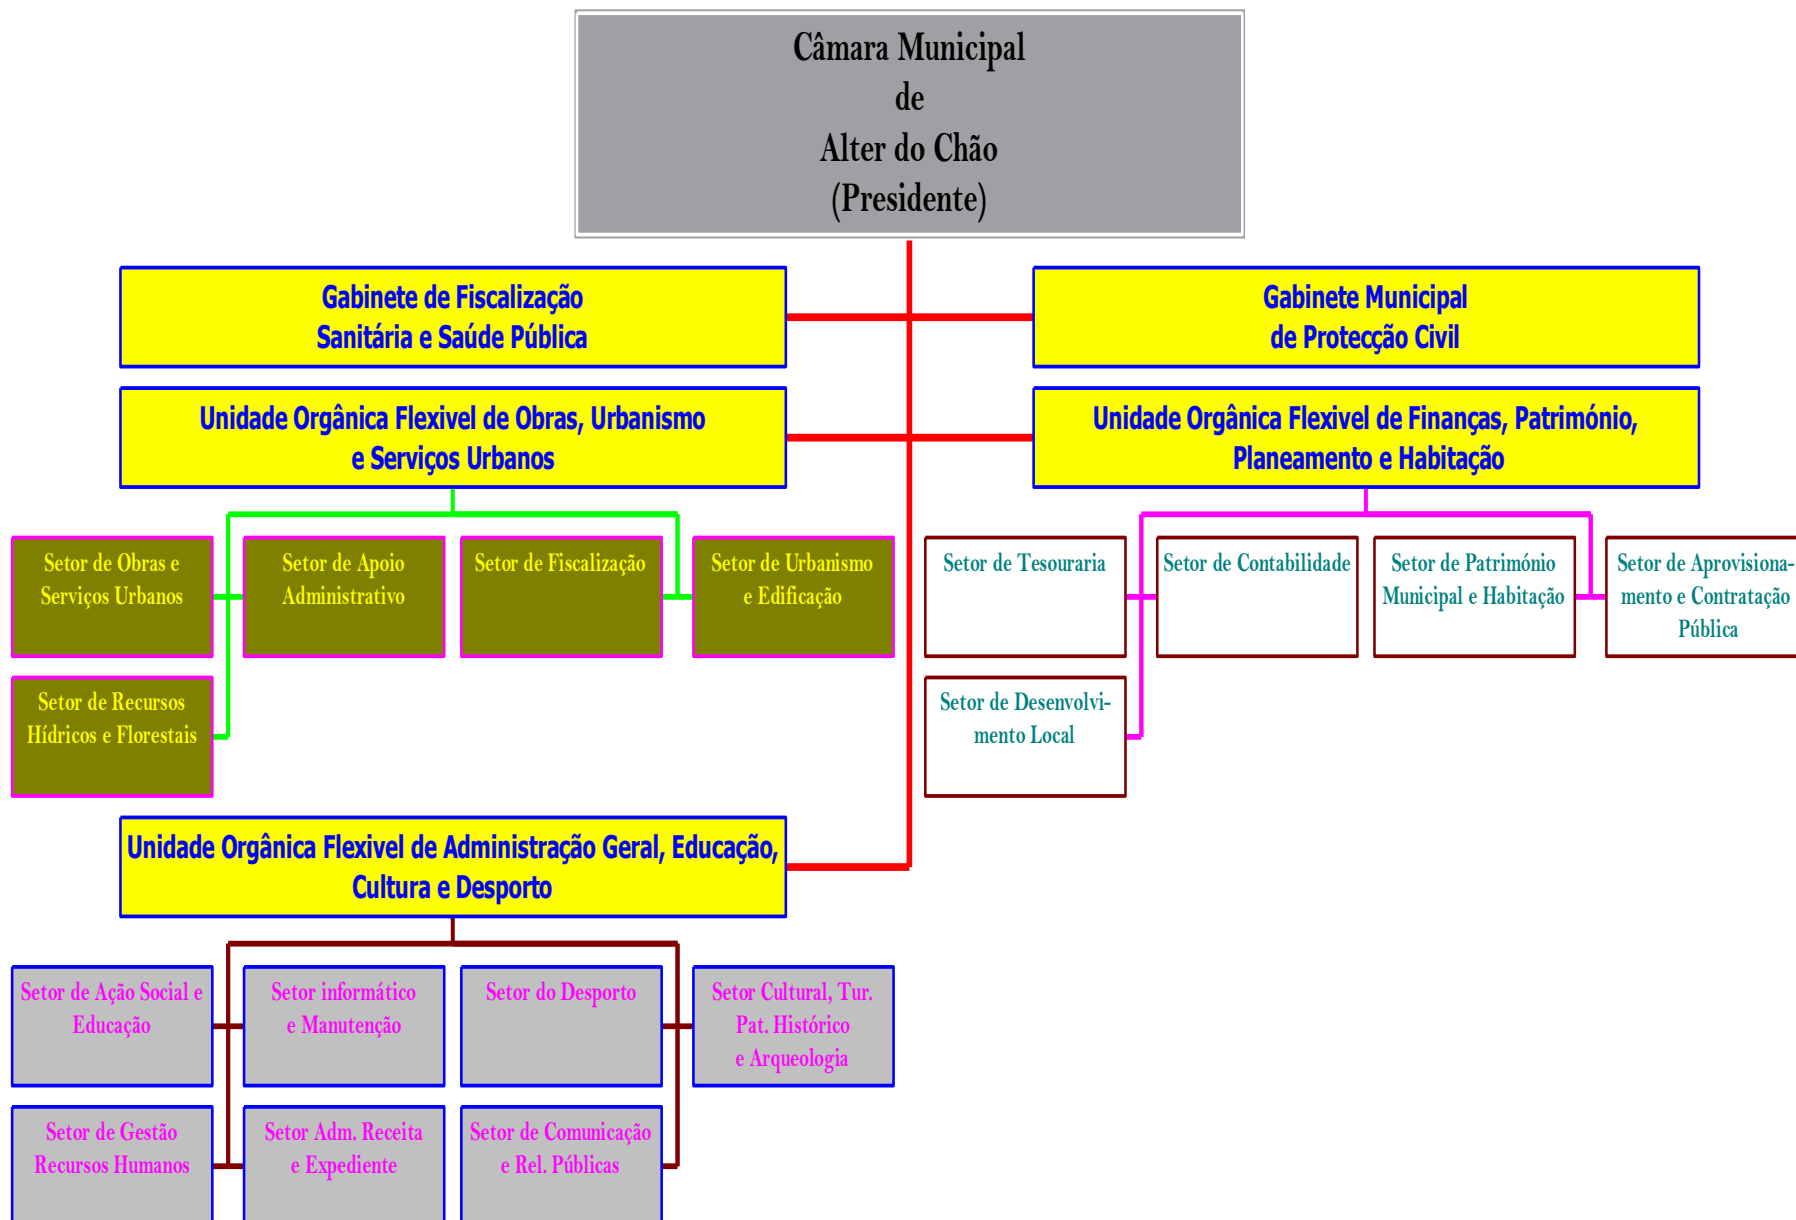 Câmara Municipal
de
Alter do Chão
(Presidente)
Gabinete de Fiscalização
Sanitária e Saúde Pública
Gabinete Municipal
de Protecção Civil
Unidade Orgânica Flexivel de Obras, Urbanismo
e Serviços Urbanos
Unidade Orgânica Flexivel de Finanças, Património,
Planeamento e Habitação
Setor de Obras e
Serviços Urbanos
Setor de Apoio
Administrativo
Setor de Fiscalização
Setor de Urbanismo
e Edificação
Setor de Tesouraria
Setor de Contabilidade
Setor de Património
Municipal e Habitação
Setor de Aprovisiona-
mento e Contratação
Pública
Setor de Recursos
Hídricos e Florestais
Setor de Desenvolvi-
mento Local
Unidade Orgânica Flexivel de Administração Geral, Educação,
Cultura e Desporto
Setor de Ação Social e
Educação
Setor informático
e Manutenção
Setor do Desporto
Setor Cultural, Tur.
Pat. Histórico
e Arqueologia
Setor de Gestão
Recursos Humanos
Setor Adm. Receita
e Expediente
Setor de Comunicação
e Rel. Públicas